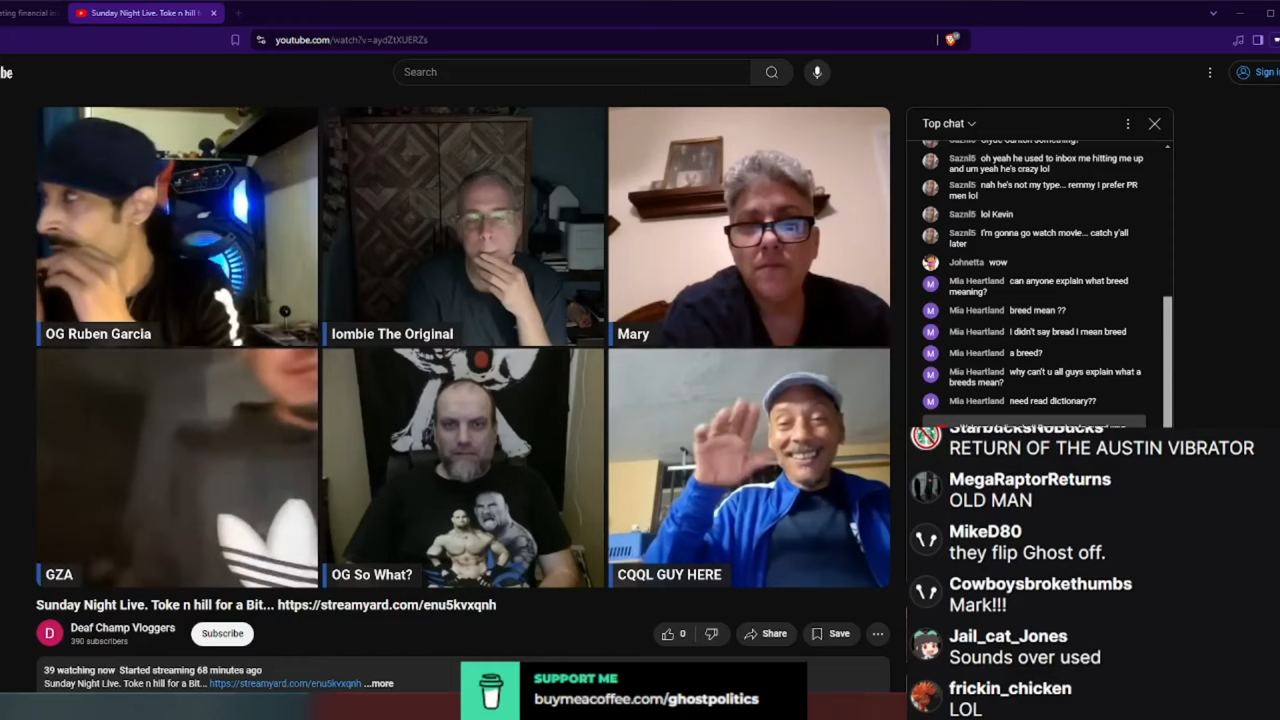 ting financial in
Sunday Night Live. Toke n hill f
youtube.com/watch?v=aydZtXUERZs
be
Search
Sign i
OG Ruben Garcia
Iombie The Original
Mary
GZA
OG So What?
CQQL GUY HERE
Sunday Night Live. Toke n hill for a Bit... https://streamyard.com/enu5kvxqnh
D
Deaf Champ Vloggers
390 subscribers
Subscribe
0
Share
Save
39 watching now Started streaming 68 minutes ago
Sunday Night Live. Toke n hill for a Bit... https://streamyard.com/enu5kvxqnh ...more
SUPPORT ME
buymeacoffee.com/ghostpolitics
Top chat
Saznl5 oh yeah he used to inbox me hitting me up
and um yeah he's crazy lol
Saznl5 nah he's not my type... remmy I prefer PR
men lol
Saznl5 lol Kevin
Saznl5 I'm gonna go watch movie... catch y'all
later
Johnetta wow
M Mia Heartland can anyone explain what breed
meaning?
M Mia Heartland breed mean ??
M Mia Heartland I didn't say bread I mean breed
M Mia Heartland a breed?
M Mia Heartland why can't u all guys explain what a
breeds mean?
M Mia Heartland need read dictionary??
RETURN OF THE AUSTIN VIBRATOR
MegaRaptorReturns
OLD MAN
MikeD80
they flip Ghost off.
Cowboysbrokethumbs
Mark!!!
Jail_cat_Jones
Sounds over used
frickin_chicken
LOL